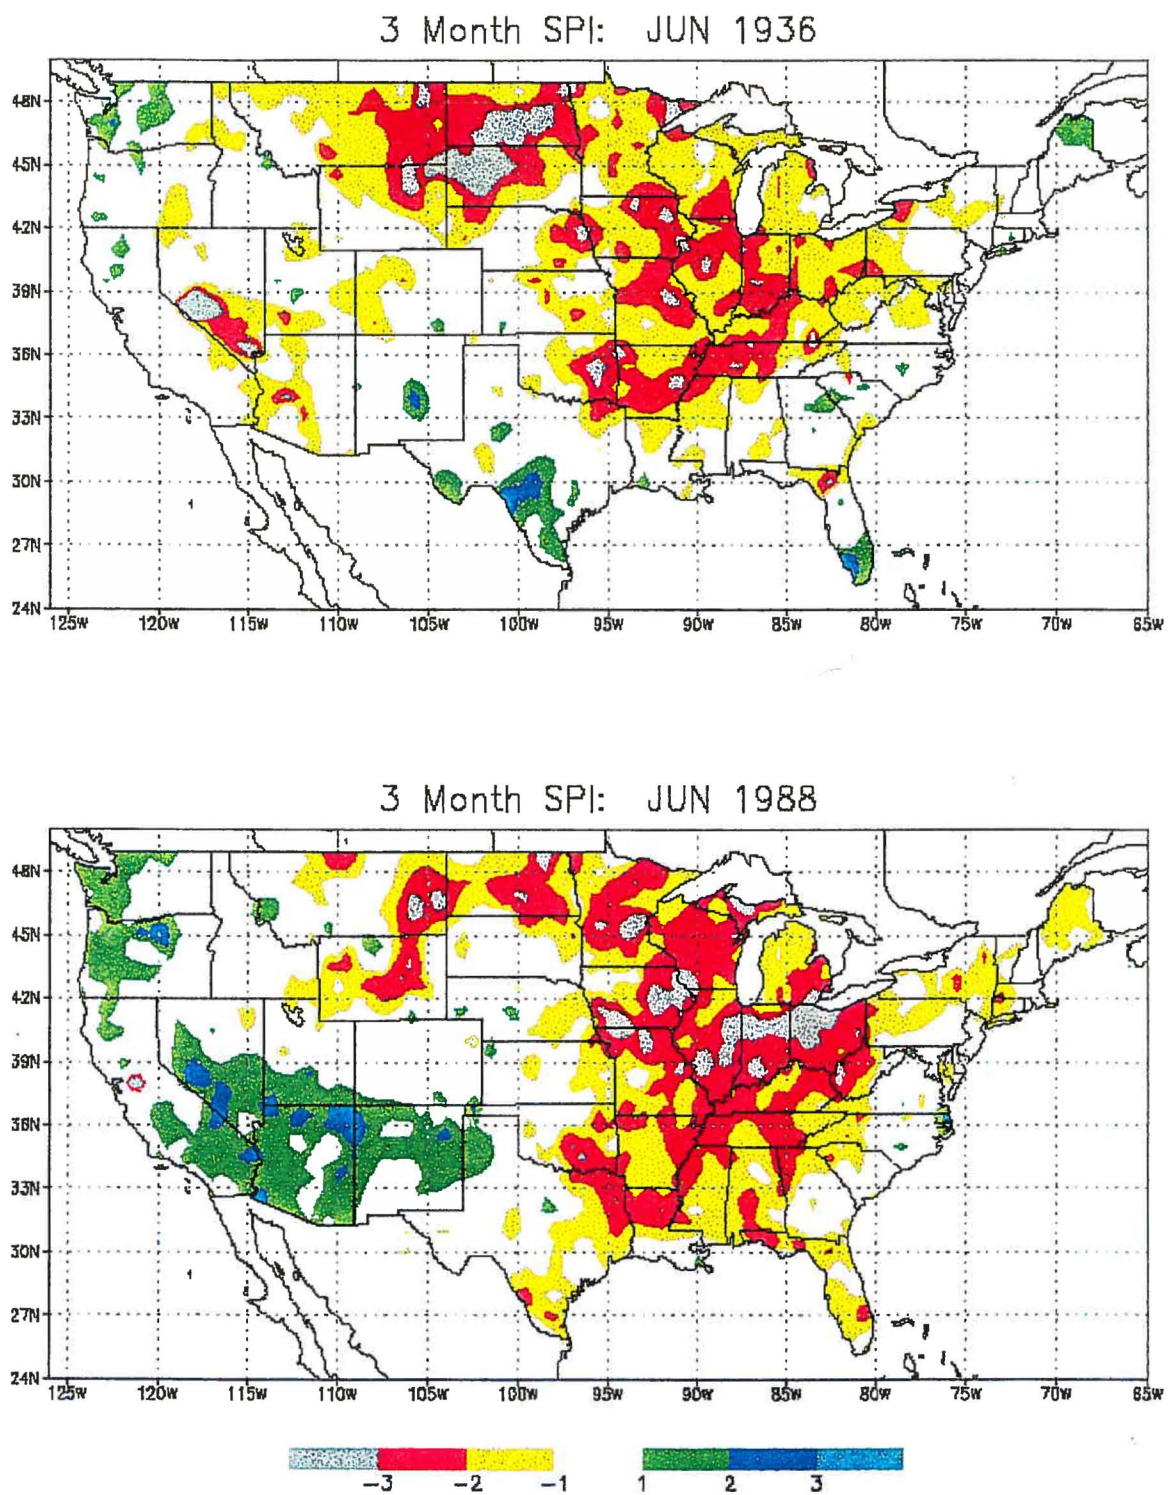 3 Month SPI: JUN 1936
48N
45N
42N
39N
36N
33N
30N
27N
24N
125W 120W 115W 110W 105W 100W 95W 90W 85W 80W 75W 70W 65W
3 Month SPI: JUN 1988
48N
45N
42N
39N
36N
33N
30N
27N
24N
125W 120W 115W 110W 105W 100W 95W 90W 85W 80W 75W 70W 65W
-3 -2 -1 1 2 3